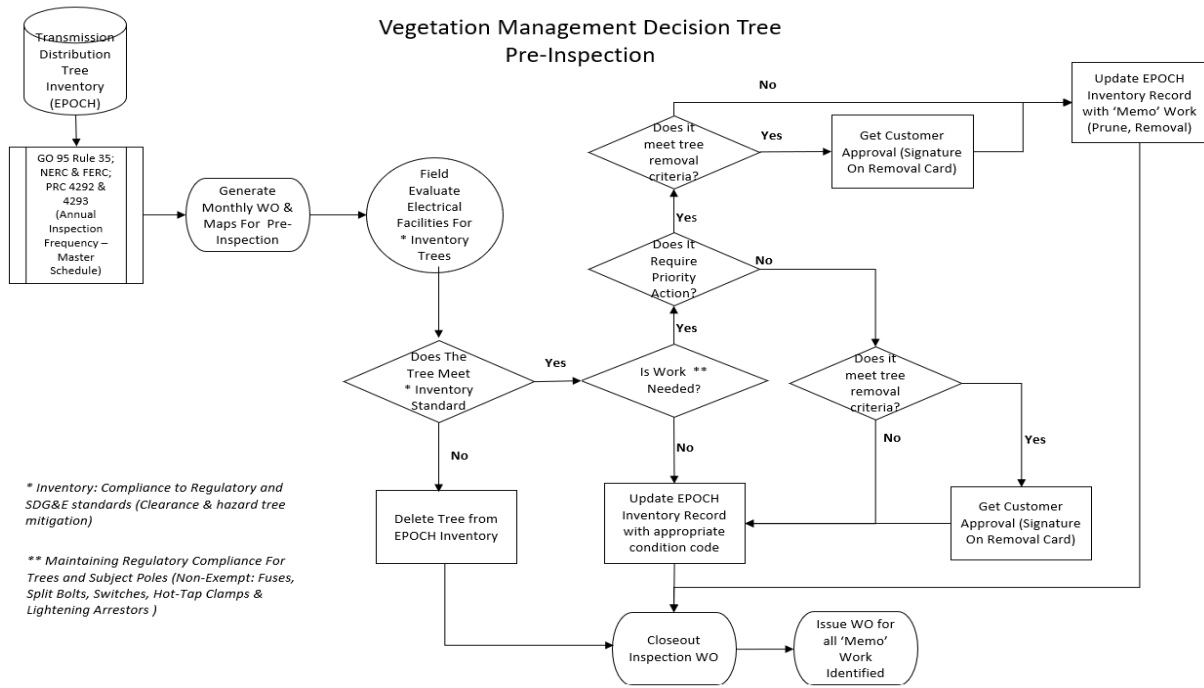 Vegetation Management Decision Tree
Pre-Inspection
Transmission
Distribution
Tree
Inventory
(EPOCH)
GO 95 Rule 35;
NERC & FERC;
PRC 4292 &
4293
(Annual
Inspection
Frequency –
Master
Schedule)
Generate
Monthly WO &
Maps For Pre-
Inspection
Field
Evaluate
Electrical
Facilities For
* Inventory
Trees
Does The
Tree Meet
* Inventory
Standard
Yes
No
Delete Tree from
EPOCH Inventory
Is Work **
Needed?
Yes
No
Does It
Require
Priority
Action?
Yes
No
Does it
meet tree
removal
criteria?
No
Yes
Get Customer
Approval (Signature
On Removal Card)
Update EPOCH
Inventory Record
with ‘Memo’ Work
(Prune, Removal)
Does it
meet tree
removal
criteria?
No
Yes
Get Customer
Approval (Signature
On Removal Card)
Update EPOCH
Inventory Record
with appropriate
condition code
Closeout
Inspection WO
Issue WO for
all ‘Memo’
Work
Identified
* Inventory: Compliance to Regulatory and
SDG&E standards (Clearance & hazard tree
mitigation)
** Maintaining Regulatory Compliance For
Trees and Subject Poles (Non-Exempt: Fuses,
Split Bolts, Switches, Hot-Tap Clamps &
Lightening Arrestors )